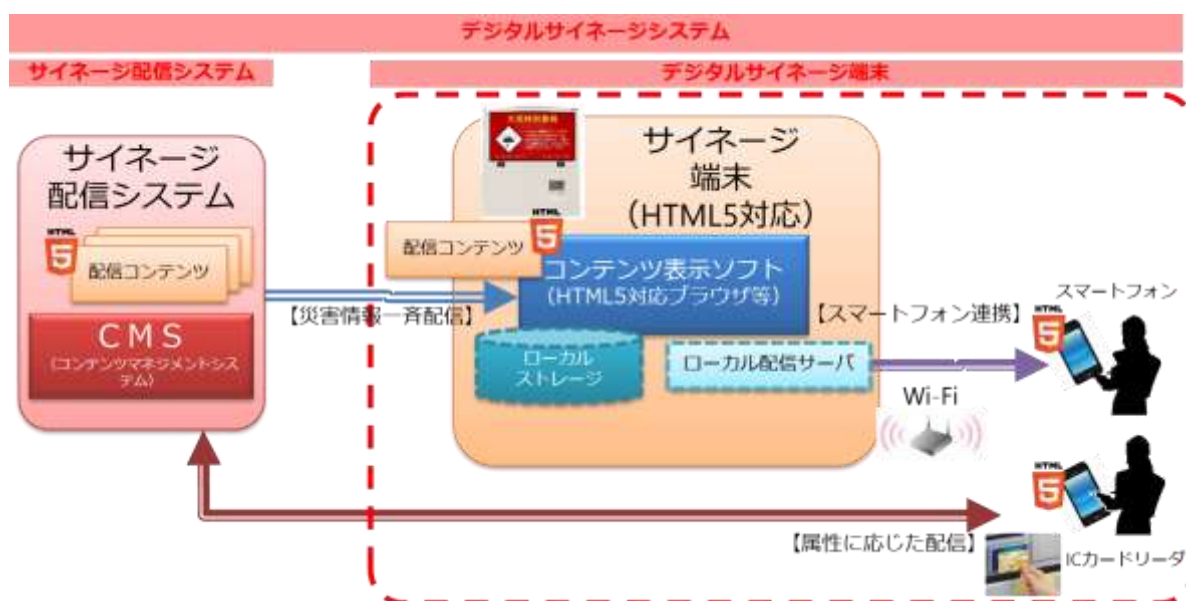 デジタルサイネージシステム
サイネージ配信システム
デジタルサイネージ端末
サイネージ
配信システム
HTML
5
配信コンテンツ
CMS
(コンテンツマネジメントシス
テム)
【災害情報一斉配信】
サイネージ
端末
(HTML5対応)
配信コンテンツ
HTML
5
コンテンツ表示ソフト
(HTML5対応ブラウザ等)
ローカル
ストレージ
ローカル配信サーバ
【スマートフォン連携】
スマートフォン
HTML
5
Wi-Fi
HTML
5
【属性に応じた配信】
ICカードリーダ